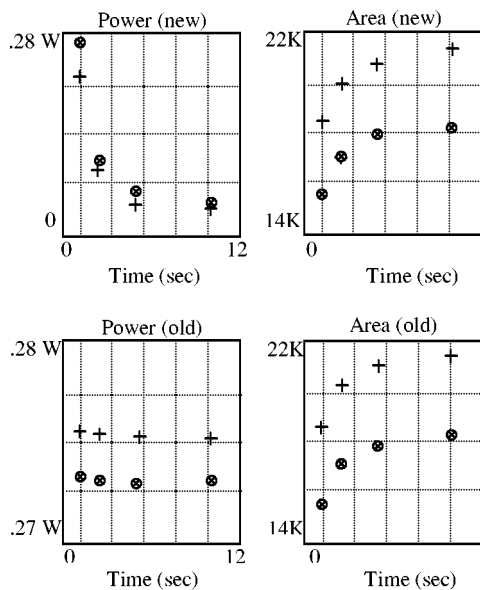 Power (new)
Area (new)
.28 W
22K
0
14K
0
12
0
Time (sec)
Time (sec)
Power (old)
Area (old)
.28 W
22K
.27 W
14K
0
12
0
Time (sec)
Time (sec)